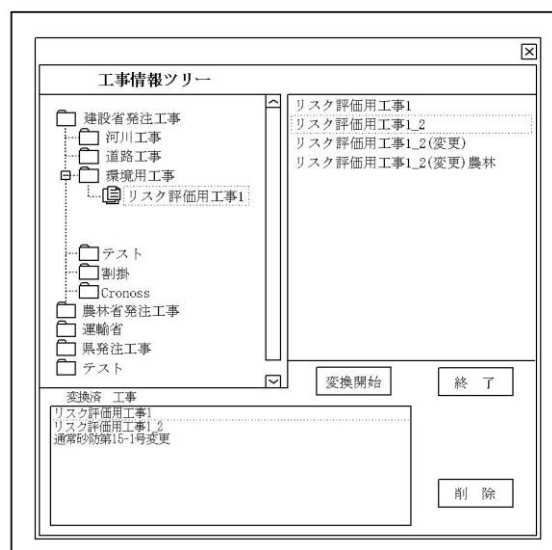 工事情報ツリー
建設省発注工事
河川工事
道路工事
環境用工事
リスク評価用工事1
テスト
割掛
Cronoss
農林省発注工事
運輸省
県発注工事
テスト
リスク評価用工事1
リスク評価用工事1_2
リスク評価用工事1_2(変更)
リスク評価用工事1_2(変更)農林
変換開始
終 了
変換済 工事
リスク評価用工事1
リスク評価用工事1_2
通常砂防第15-1号変更
削 除